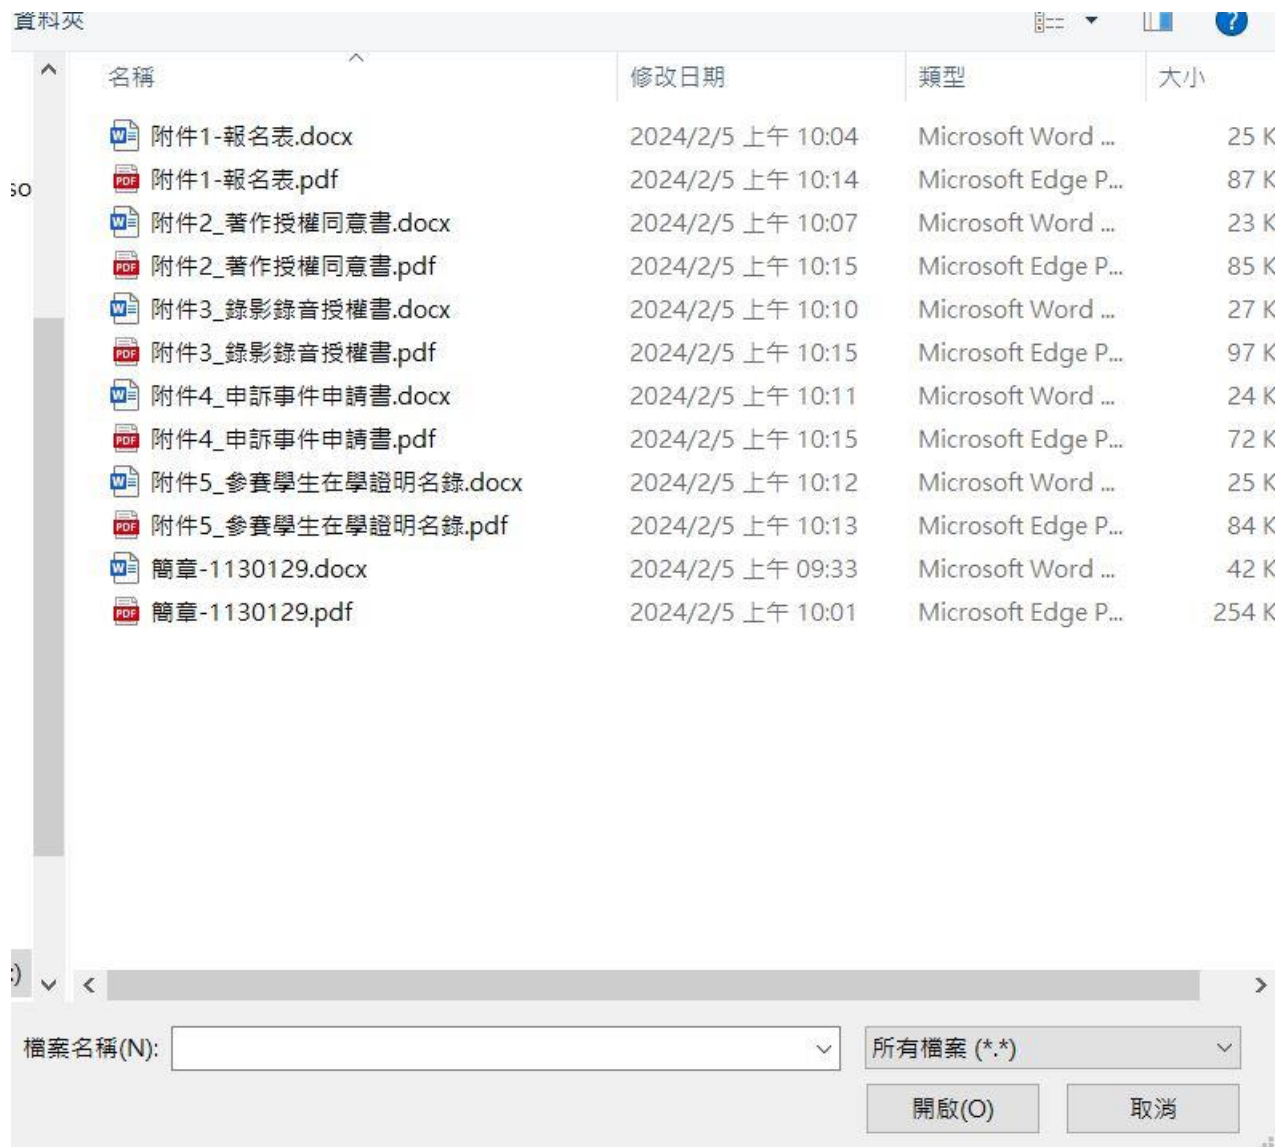 資料夾
名稱 修改日期 類型 大小
附件1-報名表.docx 2024/2/5 上午 10:04 Microsoft Word ... 25 K
附件1-報名表.pdf 2024/2/5 上午 10:14 Microsoft Edge P... 87 K
so
附件2_著作授權同意書.docx 2024/2/5 上午 10:07 Microsoft Word ... 23 K
附件2_著作授權同意書.pdf 2024/2/5 上午 10:15 Microsoft Edge P... 85 K
附件3_錄影錄音授權書.docx 2024/2/5 上午 10:10 Microsoft Word ... 27 K
附件3_錄影錄音授權書.pdf 2024/2/5 上午 10:15 Microsoft Edge P... 97 K
附件4_申訴事件申請書.docx 2024/2/5 上午 10:11 Microsoft Word ... 24 K
附件4_申訴事件申請書.pdf 2024/2/5 上午 10:15 Microsoft Edge P... 72 K
附件5_參賽學生在學證明名錄.docx 2024/2/5 上午 10:12 Microsoft Word ... 25 K
附件5_參賽學生在學證明名錄.pdf 2024/2/5 上午 10:13 Microsoft Edge P... 84 K
簡章-1130129.docx 2024/2/5 上午 09:33 Microsoft Word ... 42 K
簡章-1130129.pdf 2024/2/5 上午 10:01 Microsoft Edge P... 254 K
:)
檔案名稱(N): 所有檔案 (*.*)
開啟(O) 取消